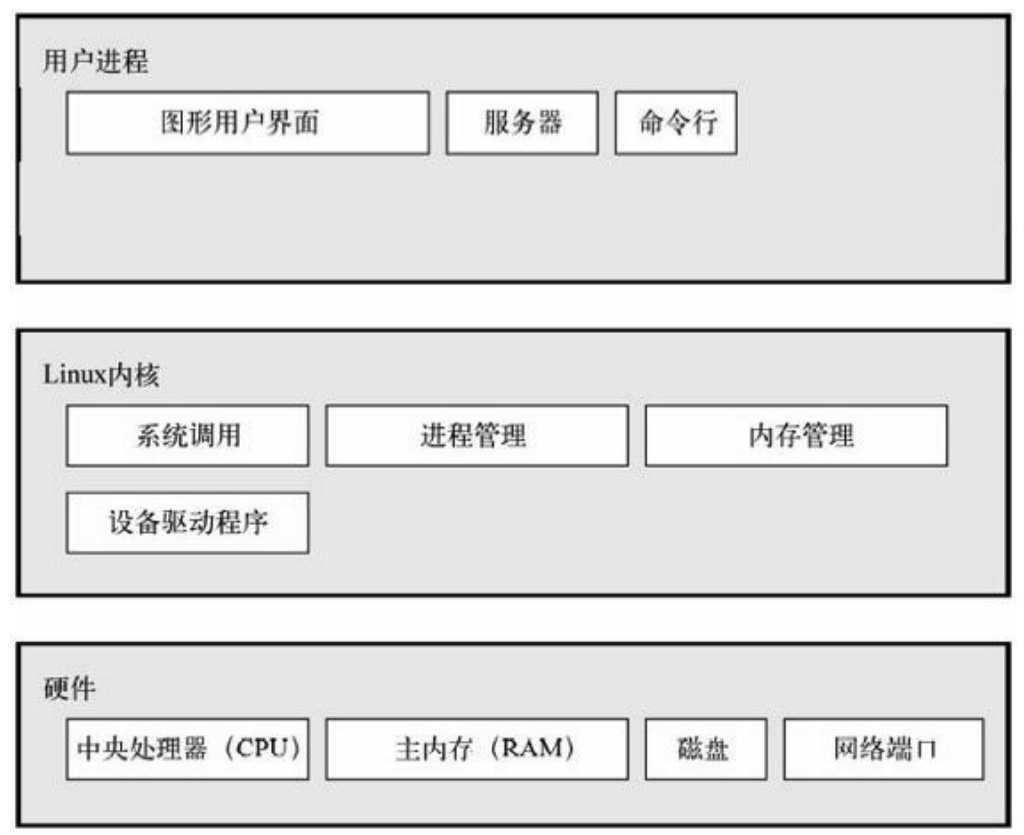 用户进程
图形用户界面 服务器 命令行
Linux内核
系统调用 进程管理 内存管理
设备驱动程序
硬件
中央处理器（CPU） 主内存（RAM） 磁盘 网络端口